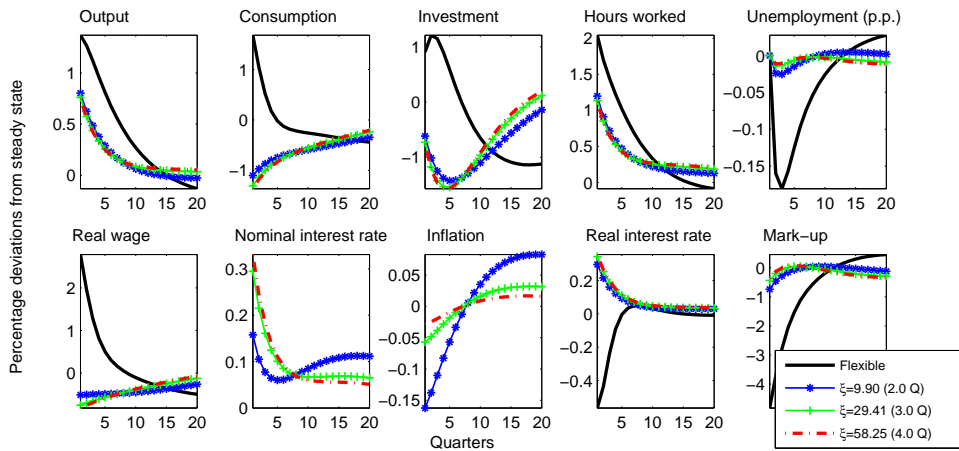 Output
Consumption
Investment
Hours worked
Unemployment (p.p.)
Percentage deviations from steady state
1
0.5
0
5 10 15 20
1
0
−1
5 10 15 20
1
0
−1
5 10 15 20
2
1.5
1
0.5
0
5 10 15 20
0
−0.05
−0.1
−0.15
5 10 15 20
Real wage
Nominal interest rate
Inflation
Real interest rate
Mark−up
2
1
0
5 10 15 20
0.3
0.2
0.1
0
5 10 15 20
0.05
0
−0.05
−0.1
−0.15
5 10 15 20
0.2
0
−0.2
−0.4
5 10 15 20
0
−1
−2
−3
−4
Quarters
Flexible
ξ=9.90 (2.0 Q)
ξ=29.41 (3.0 Q)
ξ=58.25 (4.0 Q)